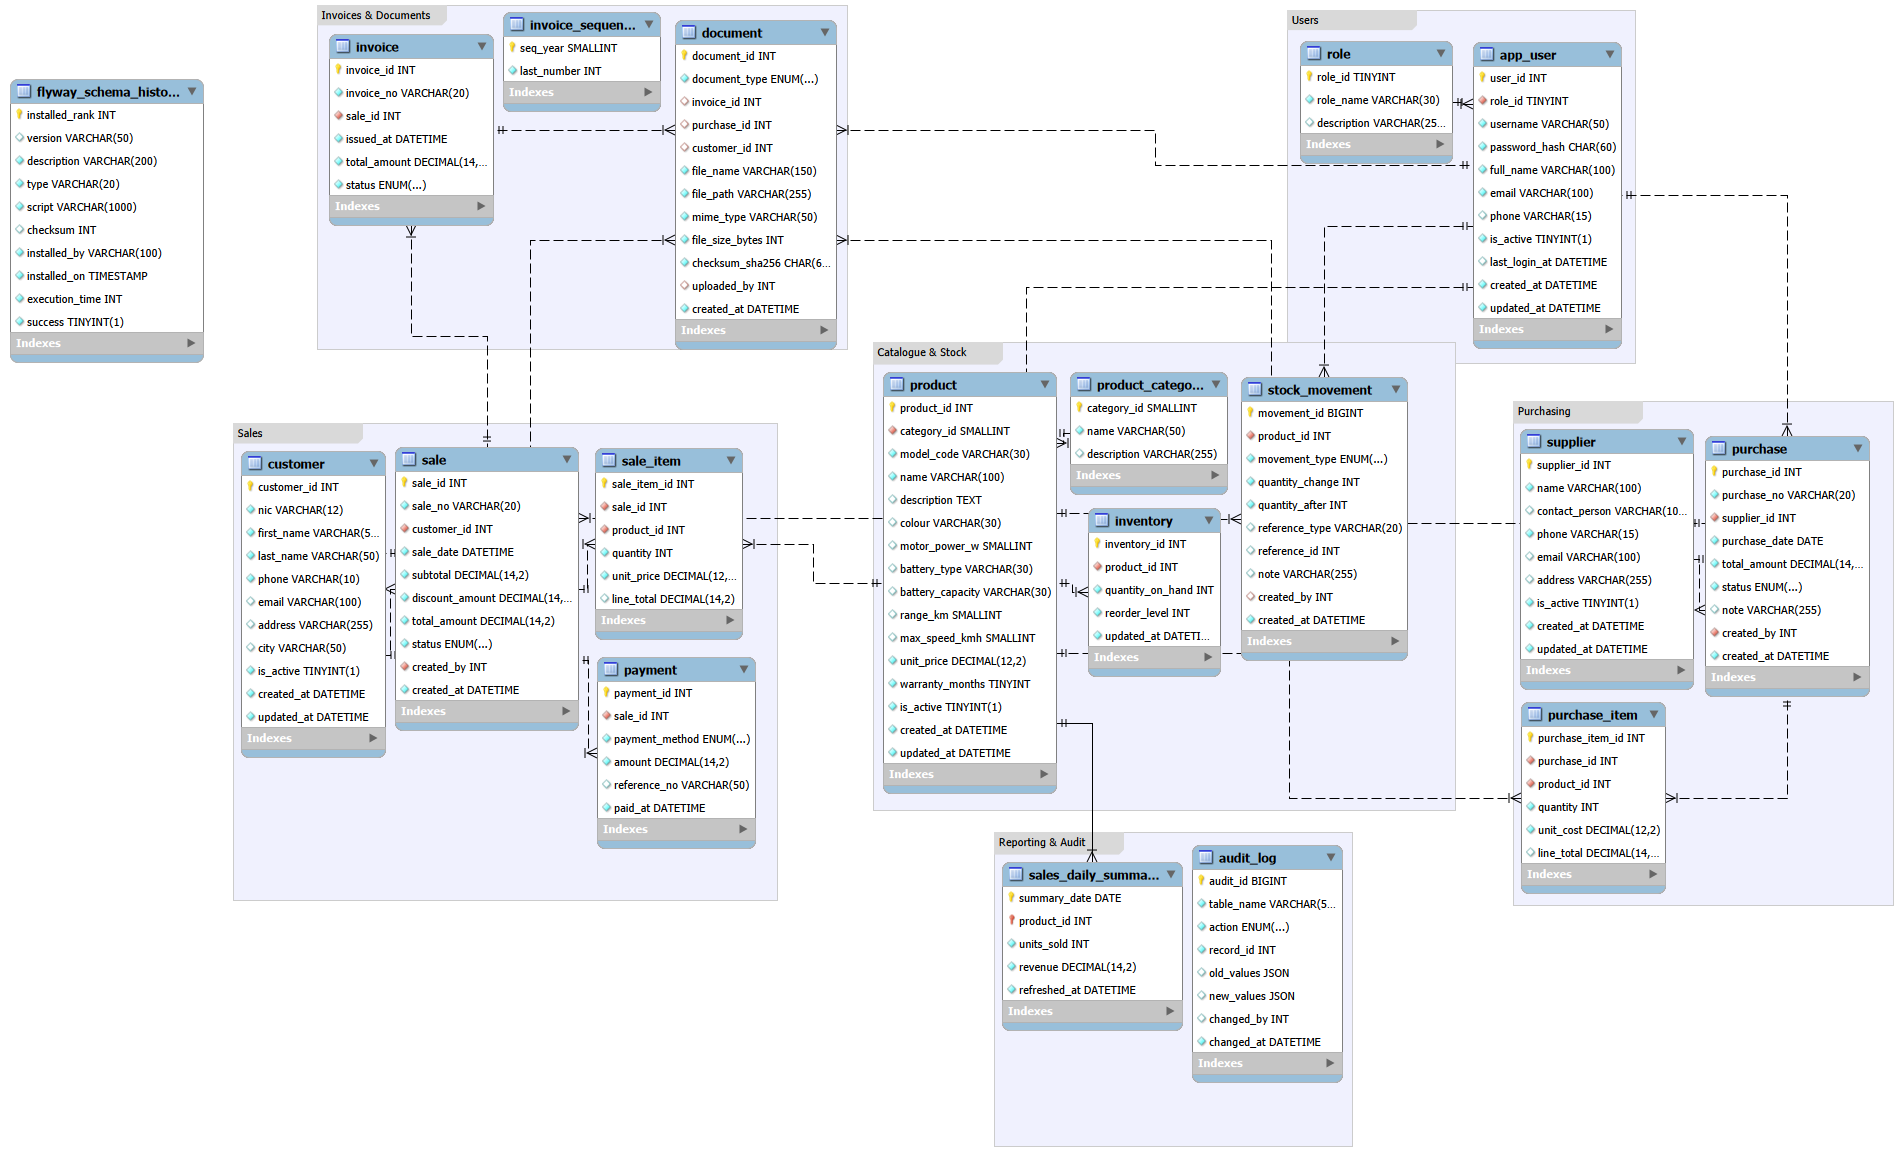 flyway_schema_histo...
installed_rank INT
version VARCHAR(50)
description VARCHAR(200)
type VARCHAR(20)
script VARCHAR(1000)
checksum INT
installed_by VARCHAR(100)
installed_on TIMESTAMP
execution_time INT
success TINYINT(1)
Indexes
Invoices & Documents
invoice
invoice_id INT
invoice_no VARCHAR(20)
sale_id INT
issued_at DATETIME
total_amount DECIMAL(14,...
status ENUM(...)
Indexes
invoice_sequen...
seq_year SMALLINT
last_number INT
Indexes
document
document_id INT
document_type ENUM(...)
invoice_id INT
purchase_id INT
customer_id INT
file_name VARCHAR(150)
file_path VARCHAR(255)
mime_type VARCHAR(50)
file_size_bytes INT
checksum_sha256 CHAR(6...
uploaded_by INT
created_at DATETIME
Indexes
Users
role
role_id TINYINT
role_name VARCHAR(30)
description VARCHAR(25...
Indexes
app_user
user_id INT
role_id TINYINT
username VARCHAR(50)
password_hash CHAR(60)
full_name VARCHAR(100)
email VARCHAR(100)
phone VARCHAR(15)
is_active TINYINT(1)
last_login_at DATETIME
created_at DATETIME
updated_at DATETIME
Indexes
Sales
customer
customer_id INT
nic VARCHAR(12)
first_name VARCHAR(5...
last_name VARCHAR(50)
phone VARCHAR(10)
email VARCHAR(100)
address VARCHAR(255)
city VARCHAR(50)
is_active TINYINT(1)
created_at DATETIME
updated_at DATETIME
Indexes
sale
sale_id INT
sale_no VARCHAR(20)
customer_id INT
sale_date DATETIME
subtotal DECIMAL(14,2)
discount_amount DECIMAL(14,...
total_amount DECIMAL(14,2)
status ENUM(...)
created_by INT
created_at DATETIME
Indexes
sale_item
sale_item_id INT
sale_id INT
product_id INT
quantity INT
unit_price DECIMAL(12,...
line_total DECIMAL(14,2)
Indexes
payment
payment_id INT
sale_id INT
payment_method ENUM(...)
amount DECIMAL(14,2)
reference_no VARCHAR(50)
paid_at DATETIME
Indexes
Catalogue & Stock
product
product_id INT
category_id SMALLINT
model_code VARCHAR(30)
name VARCHAR(100)
description TEXT
colour VARCHAR(30)
motor_power_w SMALLINT
battery_type VARCHAR(30)
battery_capacity VARCHAR(30)
range_km SMALLINT
max_speed_kmh SMALLINT
unit_price DECIMAL(12,2)
warranty_months TINYINT
is_active TINYINT(1)
created_at DATETIME
updated_at DATETIME
Indexes
product_catego...
category_id SMALLINT
name VARCHAR(50)
description VARCHAR(255)
Indexes
inventory
inventory_id INT
product_id INT
quantity_on_hand INT
reorder_level INT
updated_at DATETI...
Indexes
stock_movement
movement_id BIGINT
product_id INT
movement_type ENUM(...)
quantity_change INT
quantity_after INT
reference_type VARCHAR(20)
reference_id INT
note VARCHAR(255)
created_by INT
created_at DATETIME
Indexes
Purchasing
supplier
supplier_id INT
name VARCHAR(100)
contact_person VARCHAR(10...
phone VARCHAR(15)
email VARCHAR(100)
address VARCHAR(255)
is_active TINYINT(1)
created_at DATETIME
updated_at DATETIME
Indexes
purchase
purchase_id INT
purchase_no VARCHAR(20)
supplier_id INT
purchase_date DATE
total_amount DECIMAL(14,...
status ENUM(...)
note VARCHAR(255)
created_by INT
created_at DATETIME
Indexes
purchase_item
purchase_item_id INT
purchase_id INT
product_id INT
quantity INT
unit_cost DECIMAL(12,2)
line_total DECIMAL(14,...
Indexes
Reporting & Audit
sales_daily_summa...
summary_date DATE
product_id INT
units_sold INT
revenue DECIMAL(14,2)
refreshed_at DATETIME
Indexes
audit_log
audit_id BIGINT
table_name VARCHAR(5...
action ENUM(...)
record_id INT
old_values JSON
new_values JSON
changed_by INT
changed_at DATETIME
Indexes